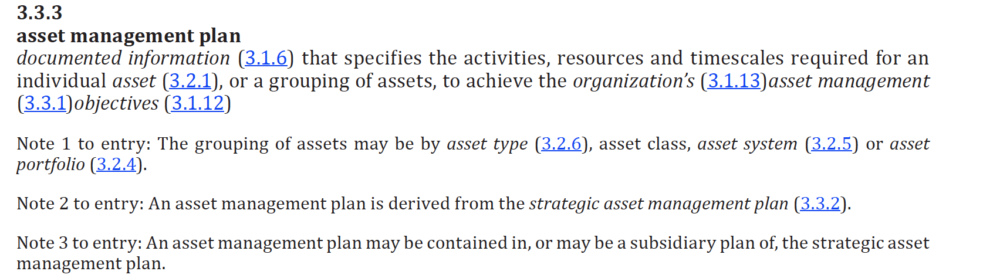 3.3.3
asset management plan
documented information (3.1.6) that specifies the activities, resources and timescales required for an
individual asset (3.2.1), or a grouping of assets, to achieve the organization’s (3.1.13)asset management
(3.3.1)objectives (3.1.12)
Note 1 to entry: The grouping of assets may be by asset type (3.2.6), asset class, asset system (3.2.5) or asset
portfolio (3.2.4).
Note 2 to entry: An asset management plan is derived from the strategic asset management plan (3.3.2).
Note 3 to entry: An asset management plan may be contained in, or may be a subsidiary plan of, the strategic asset
management plan.